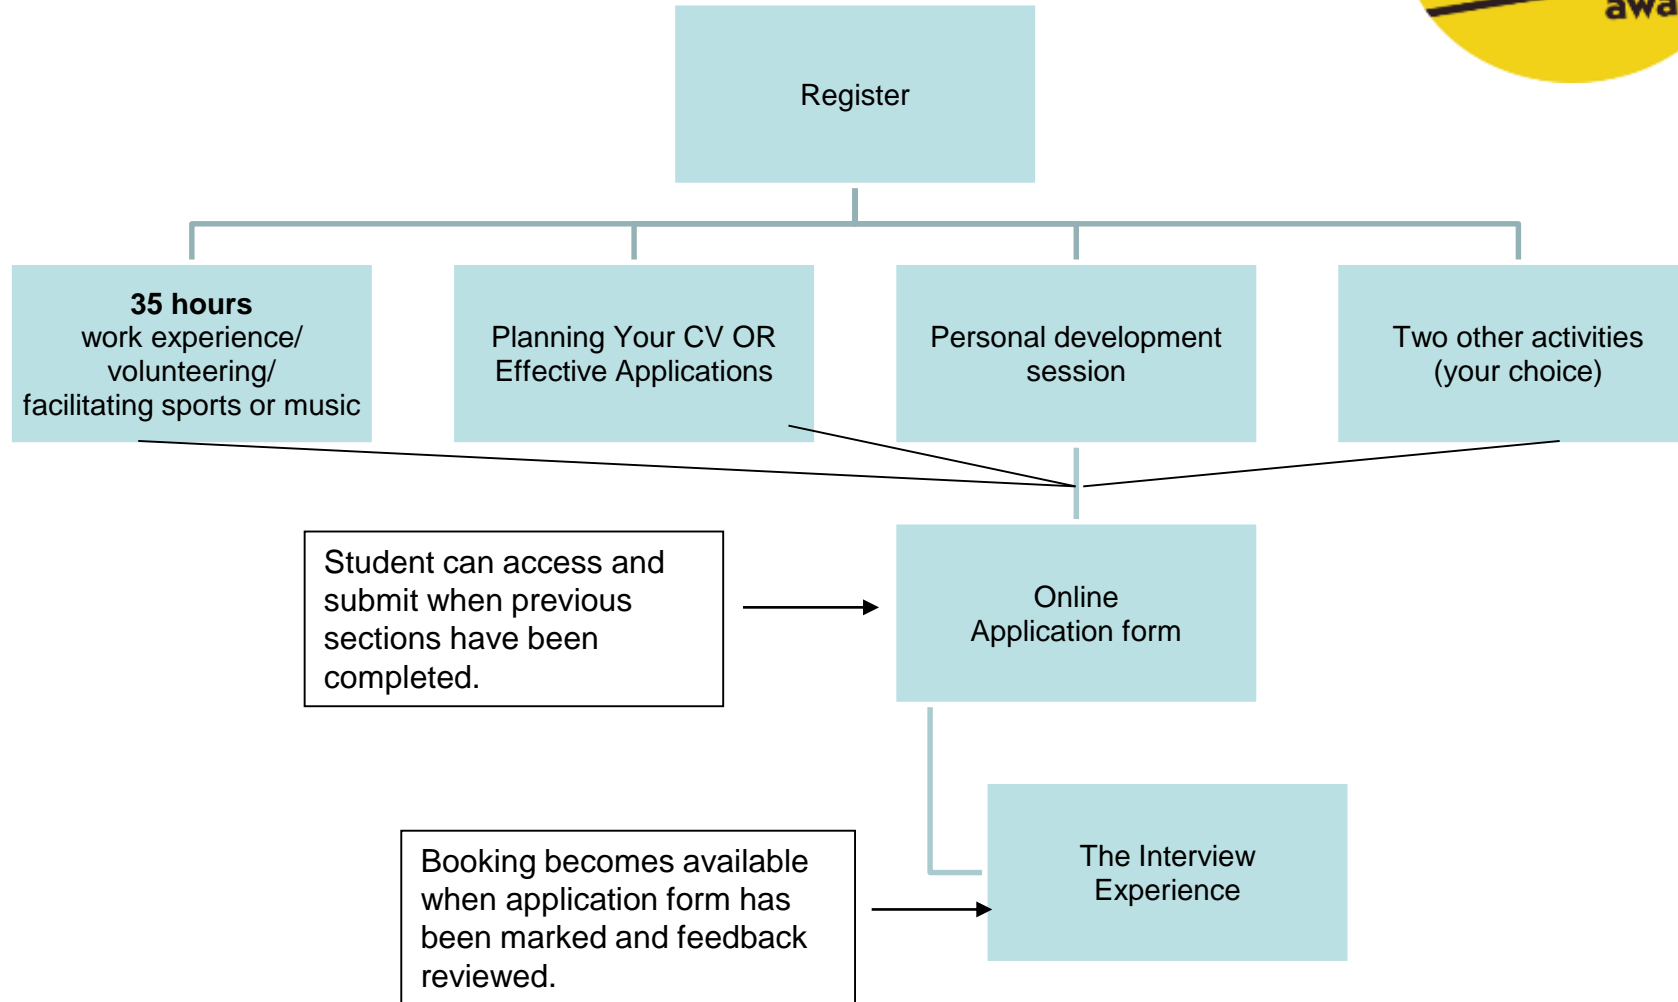 Register
35 hours
work experience/
volunteering/
facilitating sports or music
Planning Your CV OR
Effective Applications
Personal development
session
Two other activities
(your choice)
Student can access and
submit when previous
sections have been
completed.
Online
Application form
Booking becomes available
when application form has
been marked and feedback
reviewed.
The Interview
Experience